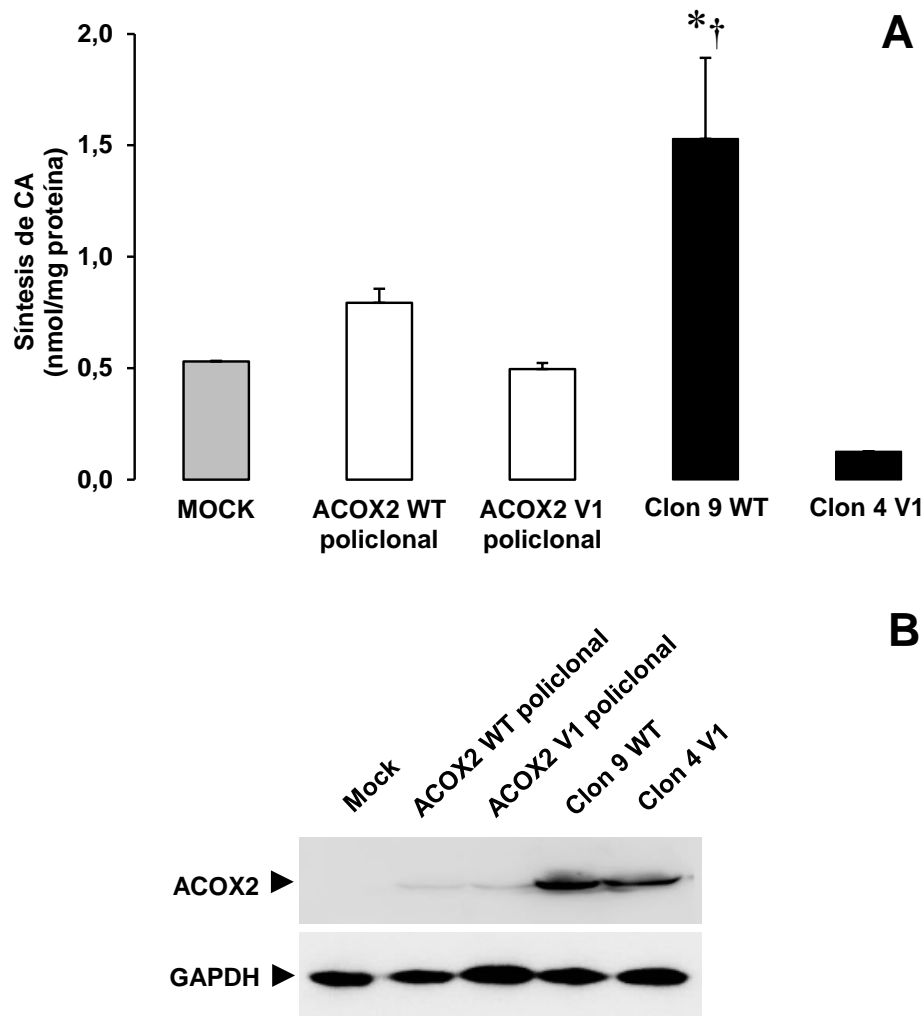 A
*†
2,0
1,5
1,0
0,5
0,0
Síntesis de CA
(nmol/mg proteína)
MOCK
ACOX2 WT
policlonal
ACOX2 V1
policlonal
Clon 9 WT
Clon 4 V1
B
Mock
ACOX2 WT policlonal
ACOX2 V1 policlonal
Clon 9 WT
Clon 4 V1
ACOX2
GAPDH